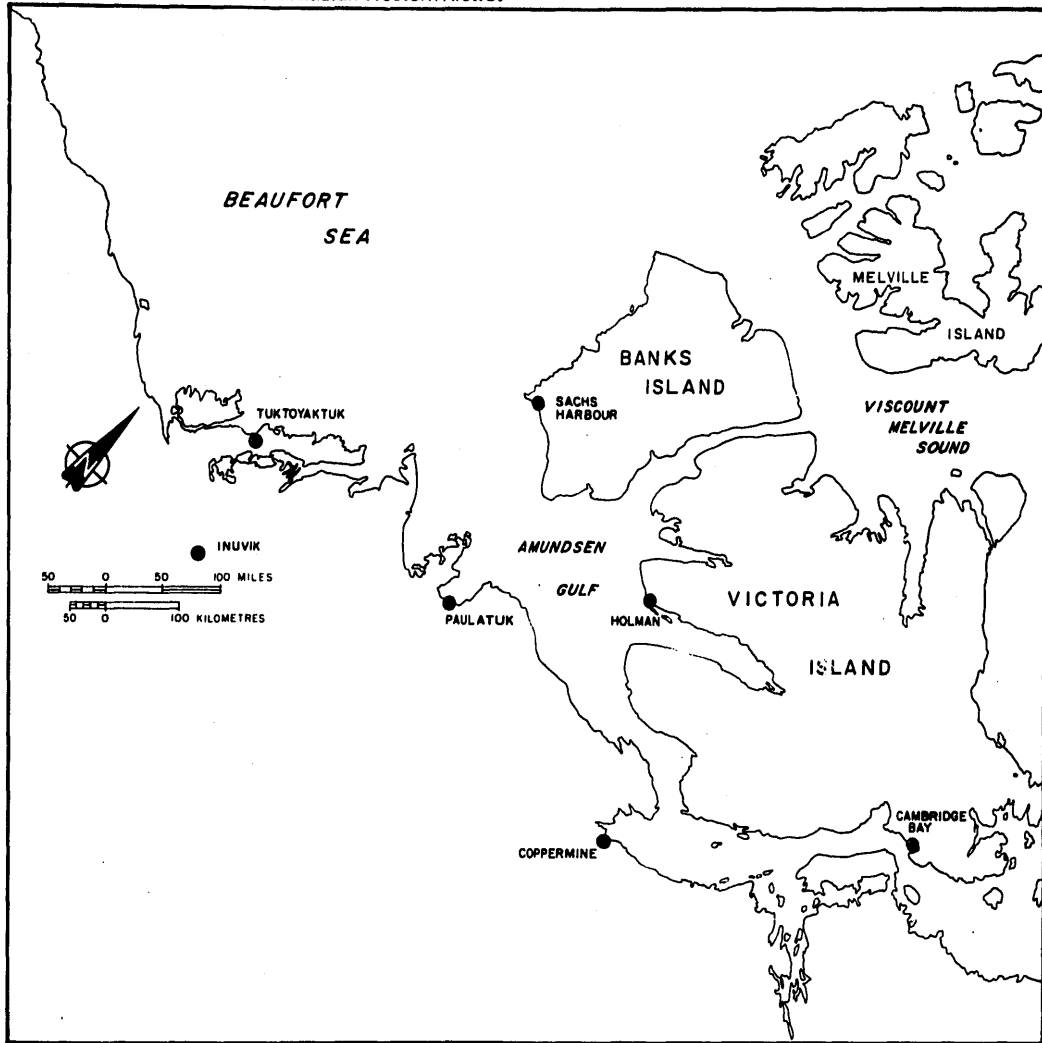 BEAUFORT
SEA
MELVILLE
ISLAND
BANKS
ISLAND
SACHS
HARBOUR
VISCOUNT
MELVILLE
SOUND
TUKTOYAKTUK
INUVIK
50 0 50 100 MILES
50 0 100 KILOMETRES
AMUNDSEN
GULF
PAULATUK
HOLMAN
VICTORIA
ISLAND
COPPERMINE
CAMBRIDGE
BAY